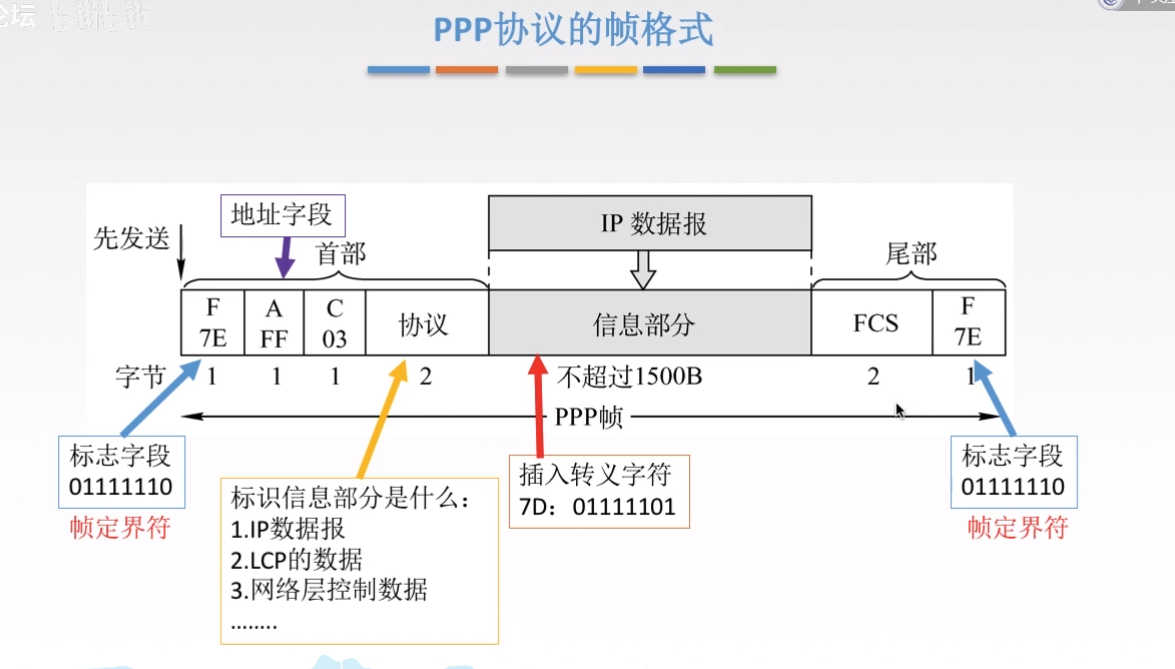 论坛
PPP协议的帧格式
地址字段
IP 数据报
先发送
首部
尾部
F
7E
A
FF
C
03
协议
信息部分
FCS
F
7E
字节
1
1
1
2
不超过1500B
2
1
PPP帧
标志字段
01111110
帧定界符
标识信息部分是什么:
1.IP数据报
2.LCP的数据
3.网络层控制数据
........
插入转义字符
7D：01111101
标志字段
01111110
帧定界符